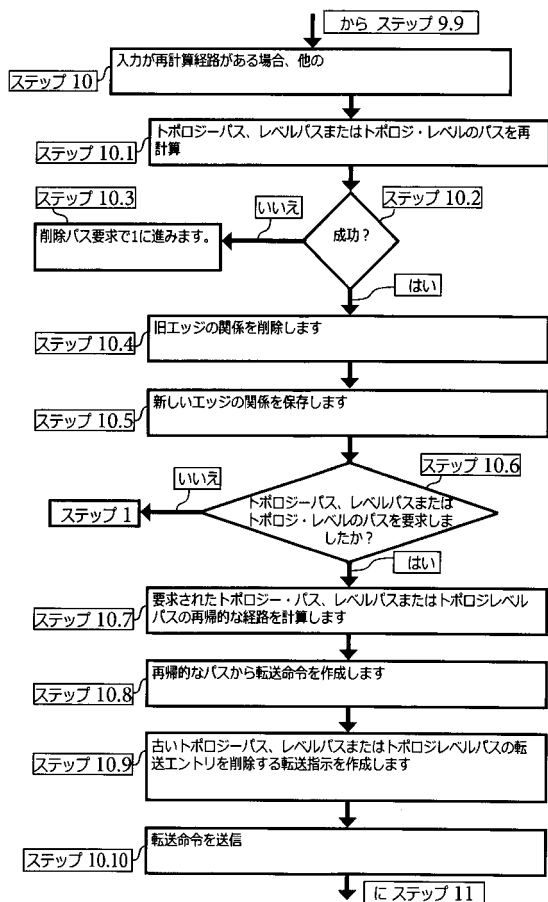 から ステップ 9.9
入力が再計算経路がある場合、他の
ステップ 10
トポロジーパス、レベルパスまたはトポロジ・レベルのパスを再
計算
ステップ 10.1
ステップ 10.3
ステップ 10.2
いいえ
成功？
削除パス要求で1に進みます。
はい
旧エッジの関係を削除します
ステップ 10.4
新しいエッジの関係を保存します
ステップ 10.5
ステップ 10.6
いいえ
トポロジーパス、レベルパスまたは
トポロジ・レベルのパスを要求しま
したか？
ステップ 1
はい
要求されたトポロジー・パス、レベルパスまたはトポロジレベル
パスの再帰的な経路を計算します
ステップ 10.7
再帰的なパスから転送命令を作成します
ステップ 10.8
古いトポロジーパス、レベルパスまたはトポロジレベルパスの転
送エントリを削除する転送指示を作成します
ステップ 10.9
転送命令を送信
ステップ 10.10
に ステップ 11